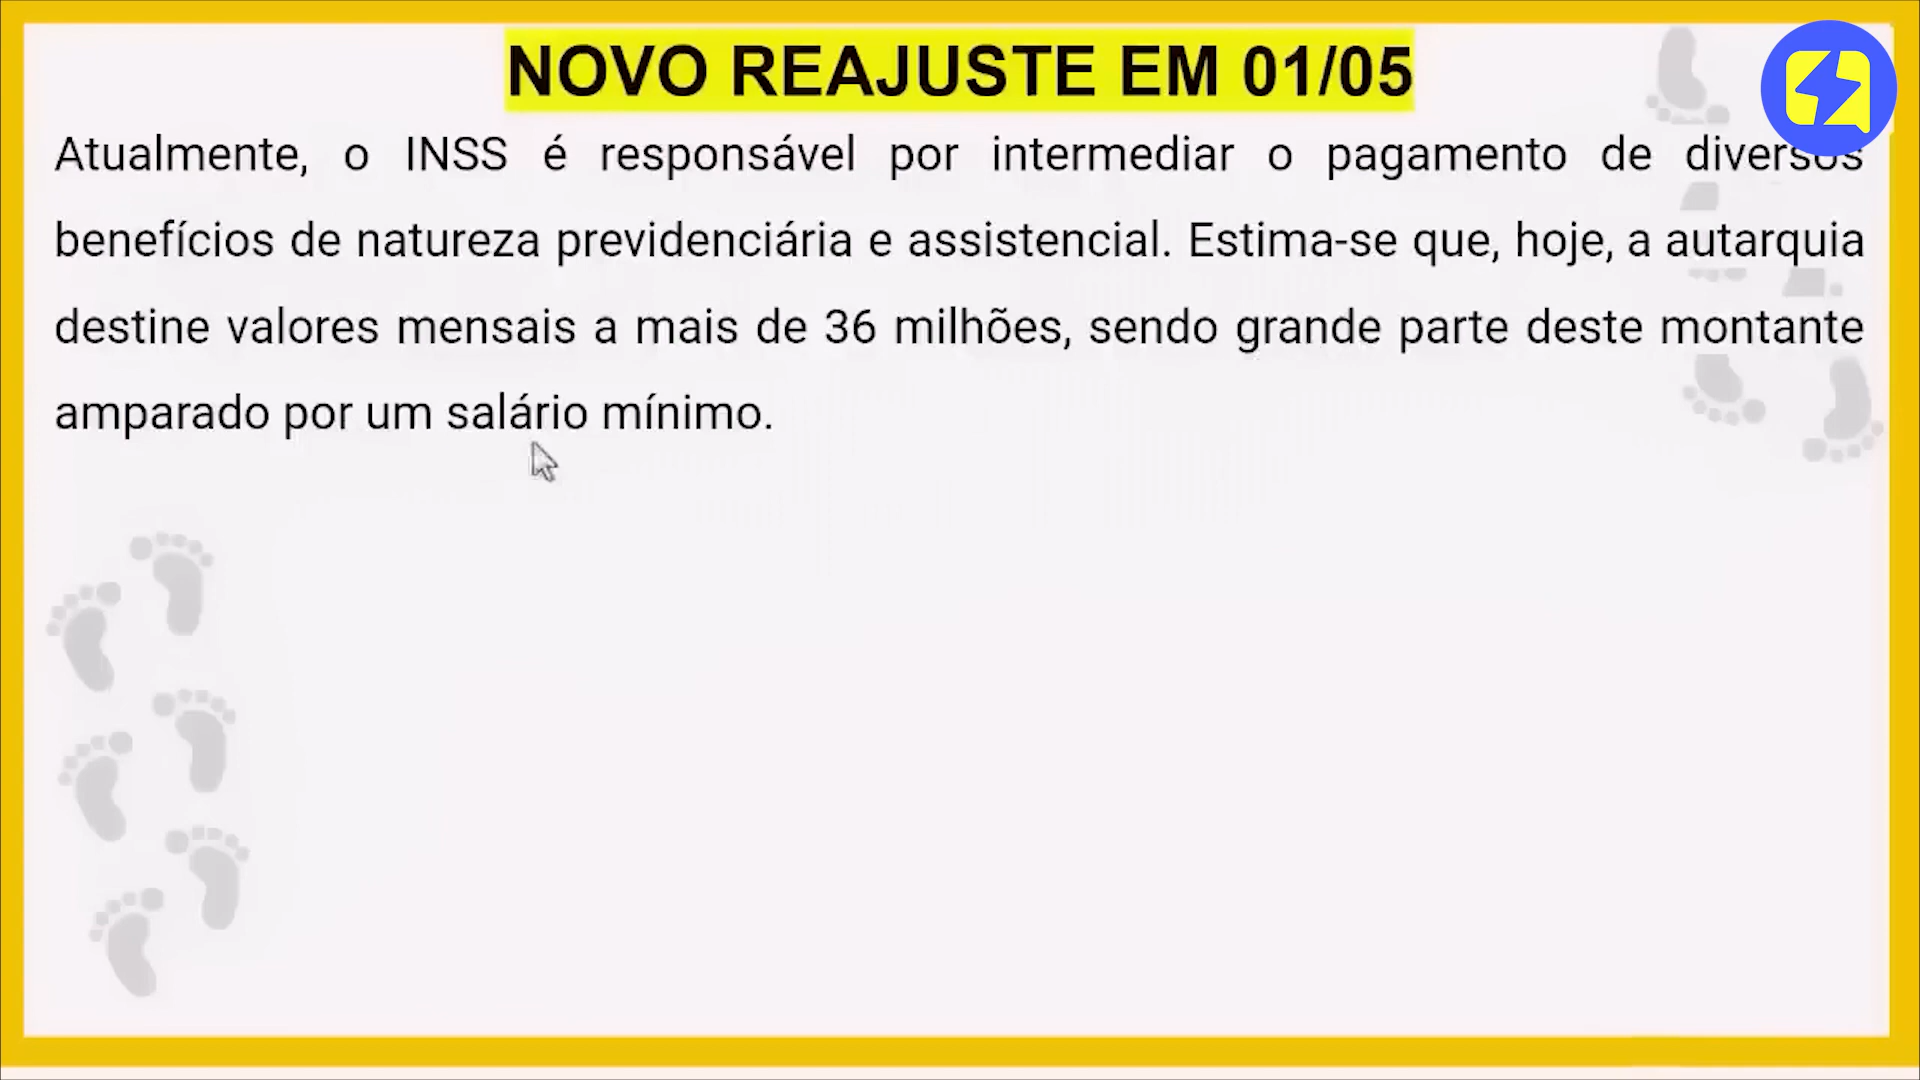 NOVO REAJUSTE EM 01/05
Atualmente, o INSS é responsável por intermediar o pagamento de diversos
benefícios de natureza previdenciária e assistencial. Estima-se que, hoje, a autarquia
destine valores mensais a mais de 36 milhões, sendo grande parte deste montante
amparado por um salário mínimo.